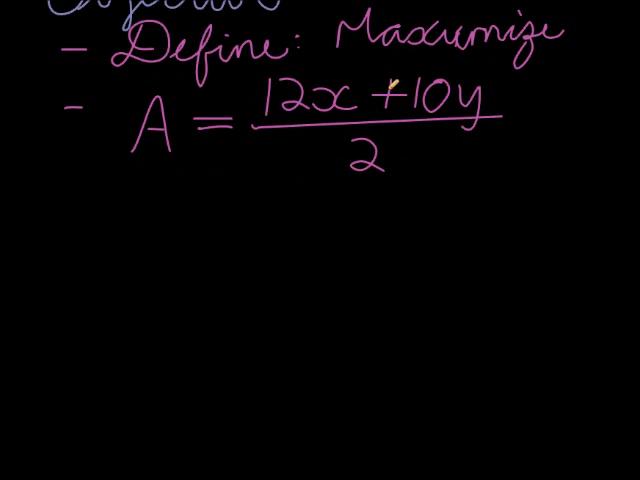 - Define: Maximize
- A = 12x + 10y
2